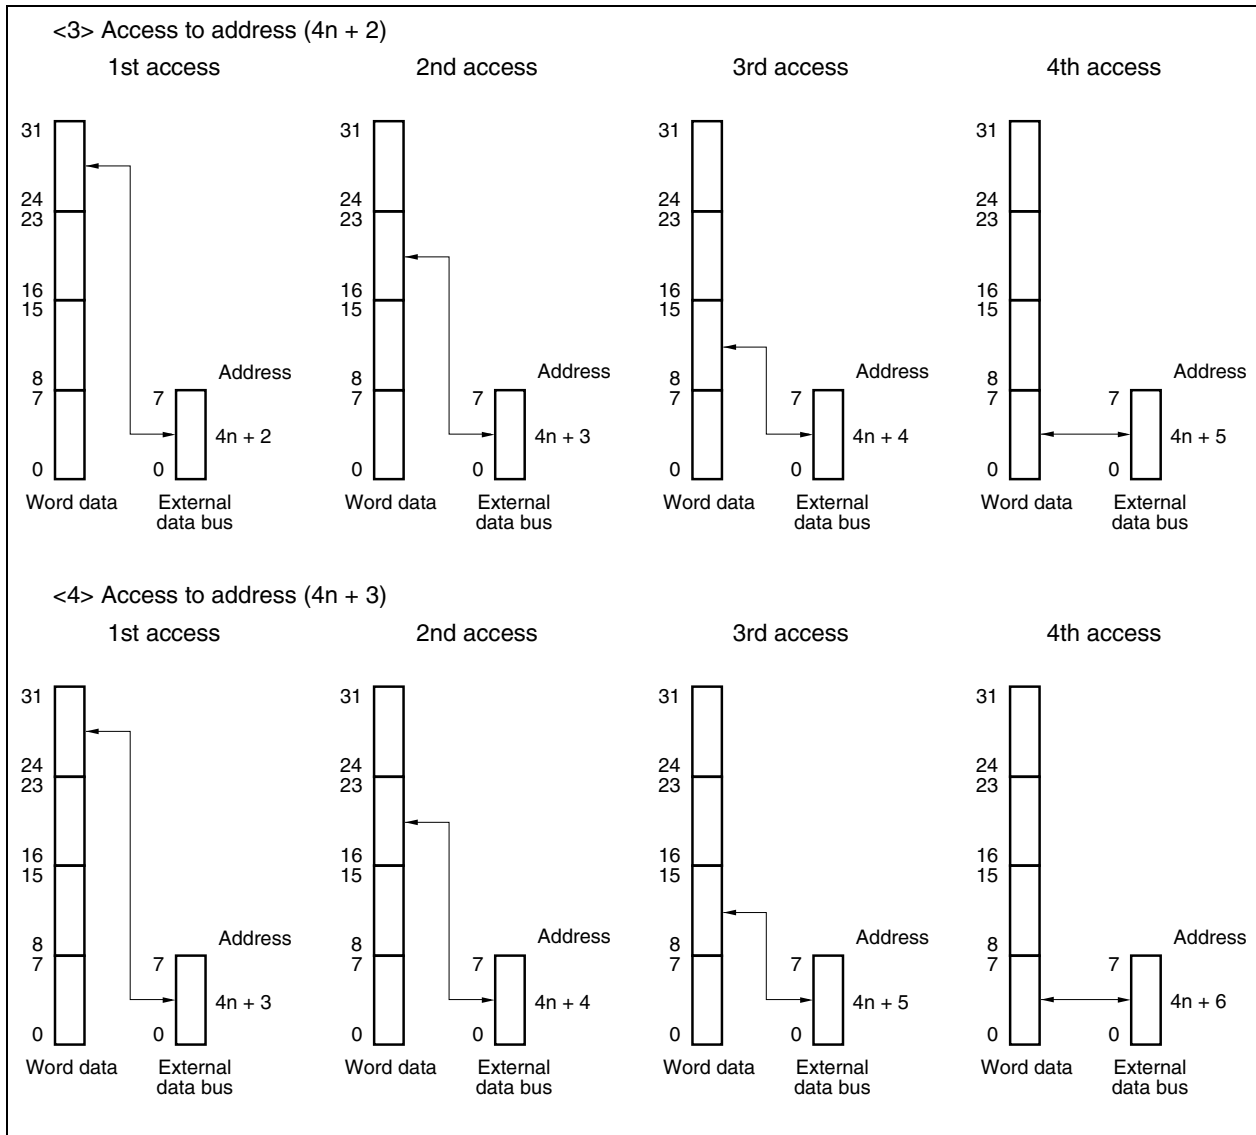 <3> Access to address (4n + 2)
1st access
2nd access
3rd access
4th access
31
24
23
16
15
8
7
0
Word data
7
0
Address
4n + 2
External
data bus
31
24
23
16
15
8
7
0
Word data
7
0
Address
4n + 3
External
data bus
31
24
23
16
15
8
7
0
Word data
7
0
Address
4n + 4
External
data bus
31
24
23
16
15
8
7
0
Word data
7
0
Address
4n + 5
External
data bus
<4> Access to address (4n + 3)
1st access
2nd access
3rd access
4th access
31
24
23
16
15
8
7
0
Word data
7
0
Address
4n + 3
External
data bus
31
24
23
16
15
8
7
0
Word data
7
0
Address
4n + 4
External
data bus
31
24
23
16
15
8
7
0
Word data
7
0
Address
4n + 5
External
data bus
31
24
23
16
15
8
7
0
Word data
7
0
Address
4n + 6
External
data bus